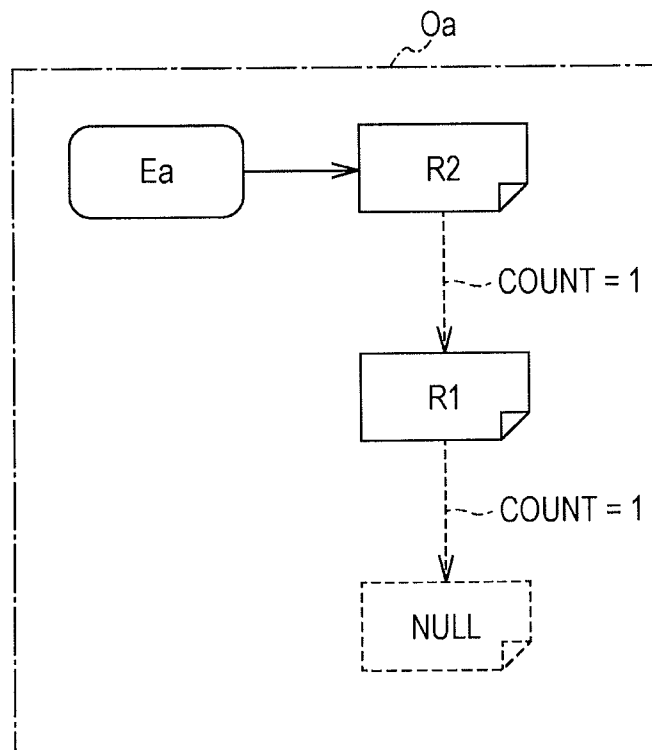 Oa
Ea
R2
COUNT = 1
R1
COUNT = 1
NULL